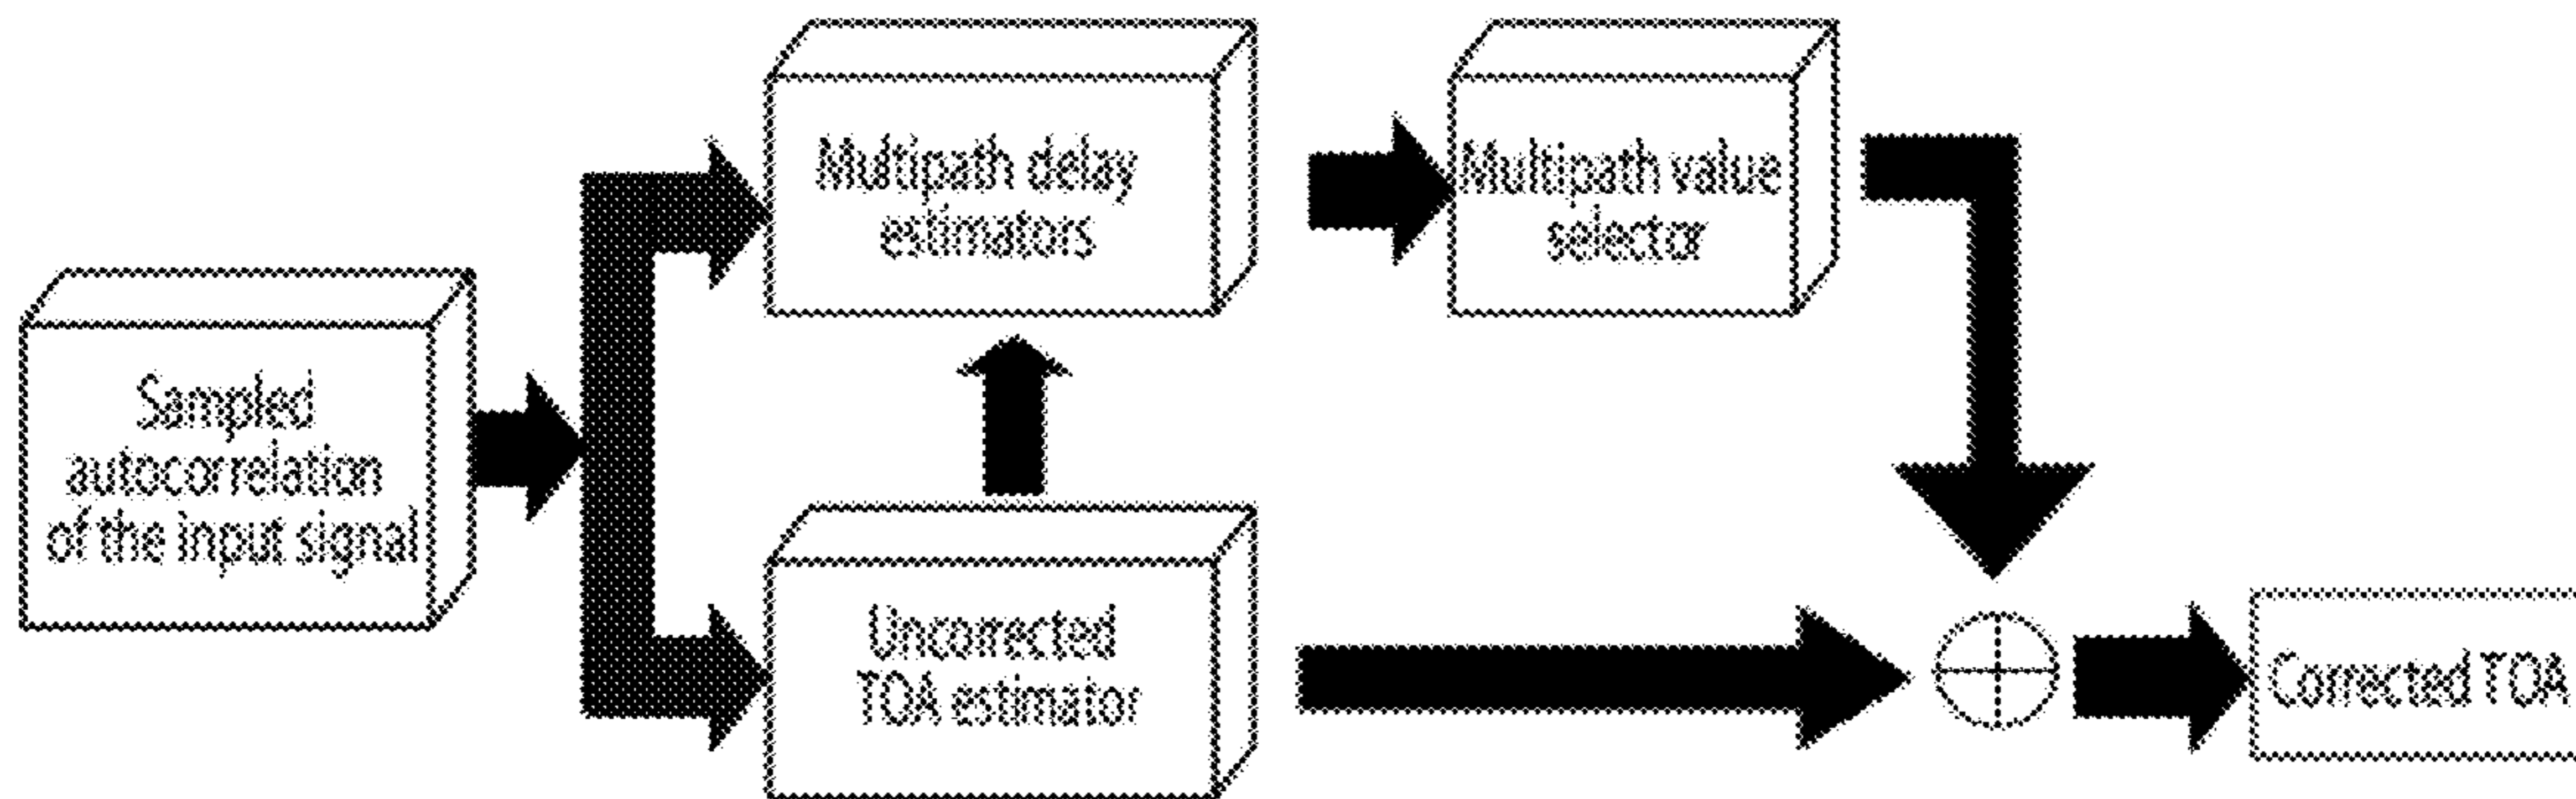 Multipath delay
estimators
Multipath value
selector
Sampled
autocorrelation
of the input signal
Uncorrected
TOA estimator
Corrected TOA